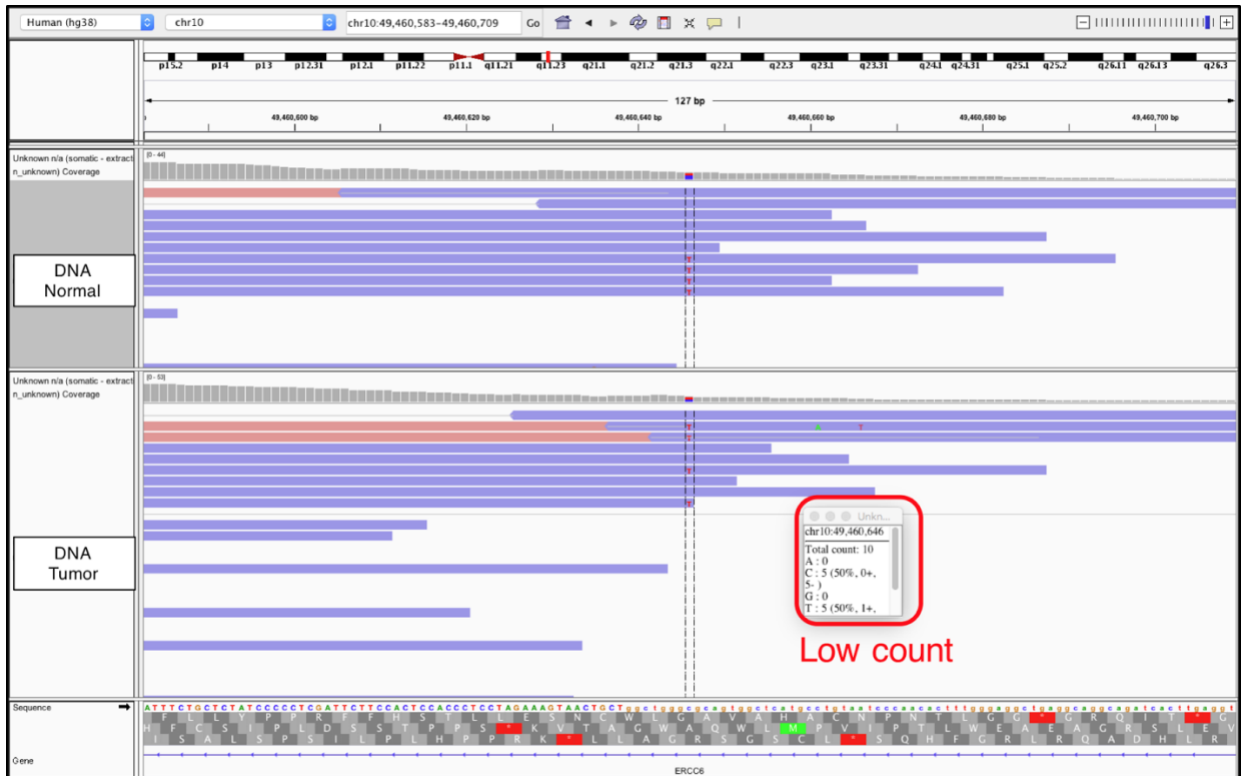 Human (hg38) chr10 chr10:49,460,583-49,460,709 Go
p15.2 p14 p13 p12.31 p12.1 p11.22 p11.1 q11.21 q11.23 q21.1 q21.2 q21.3 q22.1 q22.3 q23.1 q23.31 q24.1 q24.31 q25.1 q25.2 q26.11 q26.13 q26.3
127 bp
49,460,600 bp 49,460,620 bp 49,460,640 bp 49,460,660 bp 49,460,680 bp 49,460,700 bp
Unknown n/a (somatic - extract
n_unknown) Coverage
[0 - 44]
DNA
Normal
T
T
T
T
Unknown n/a (somatic - extract
n_unknown) Coverage
[0 - 53]
T T
T
T
T
DNA
Tumor
Unkn...
chr10:49,460,646
Total count: 10
A : 0
C : 5 (50%, 0+,
5- )
G : 0
T : 5 (50%, 1+,
Low count
Sequence
ATTTCTGCTCTATCCCCCTCGATTCTTCCACTCCACCCTCCTAGAAAGTAACTGCTggctgggcgcagtggctcatgcctgtaatcccaacactttgggaggctgaggcaggcagatcacttgaggt
Gene
ERCC6